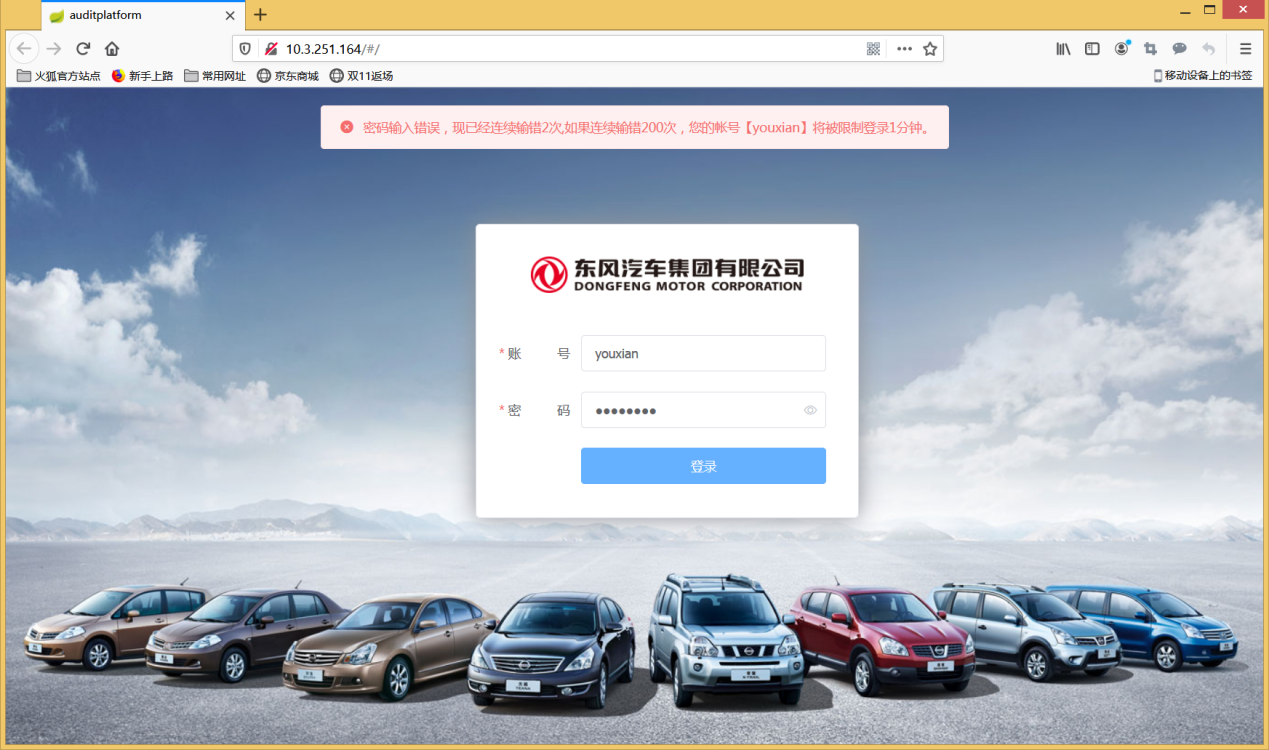 auditplatform
10.3.251.164/#/
火狐官方站点 新手上路 常用网址 京东商城 双11返场 移动设备上的书签
密码输入错误，现已经连续输错2次,如果连续输错200次，您的帐号【youxian】将被限制登录1分钟。
东风汽车集团有限公司
DONGFENG MOTOR CORPORATION
*账 号 youxian
*密 码 ●●●●●●●●
登录